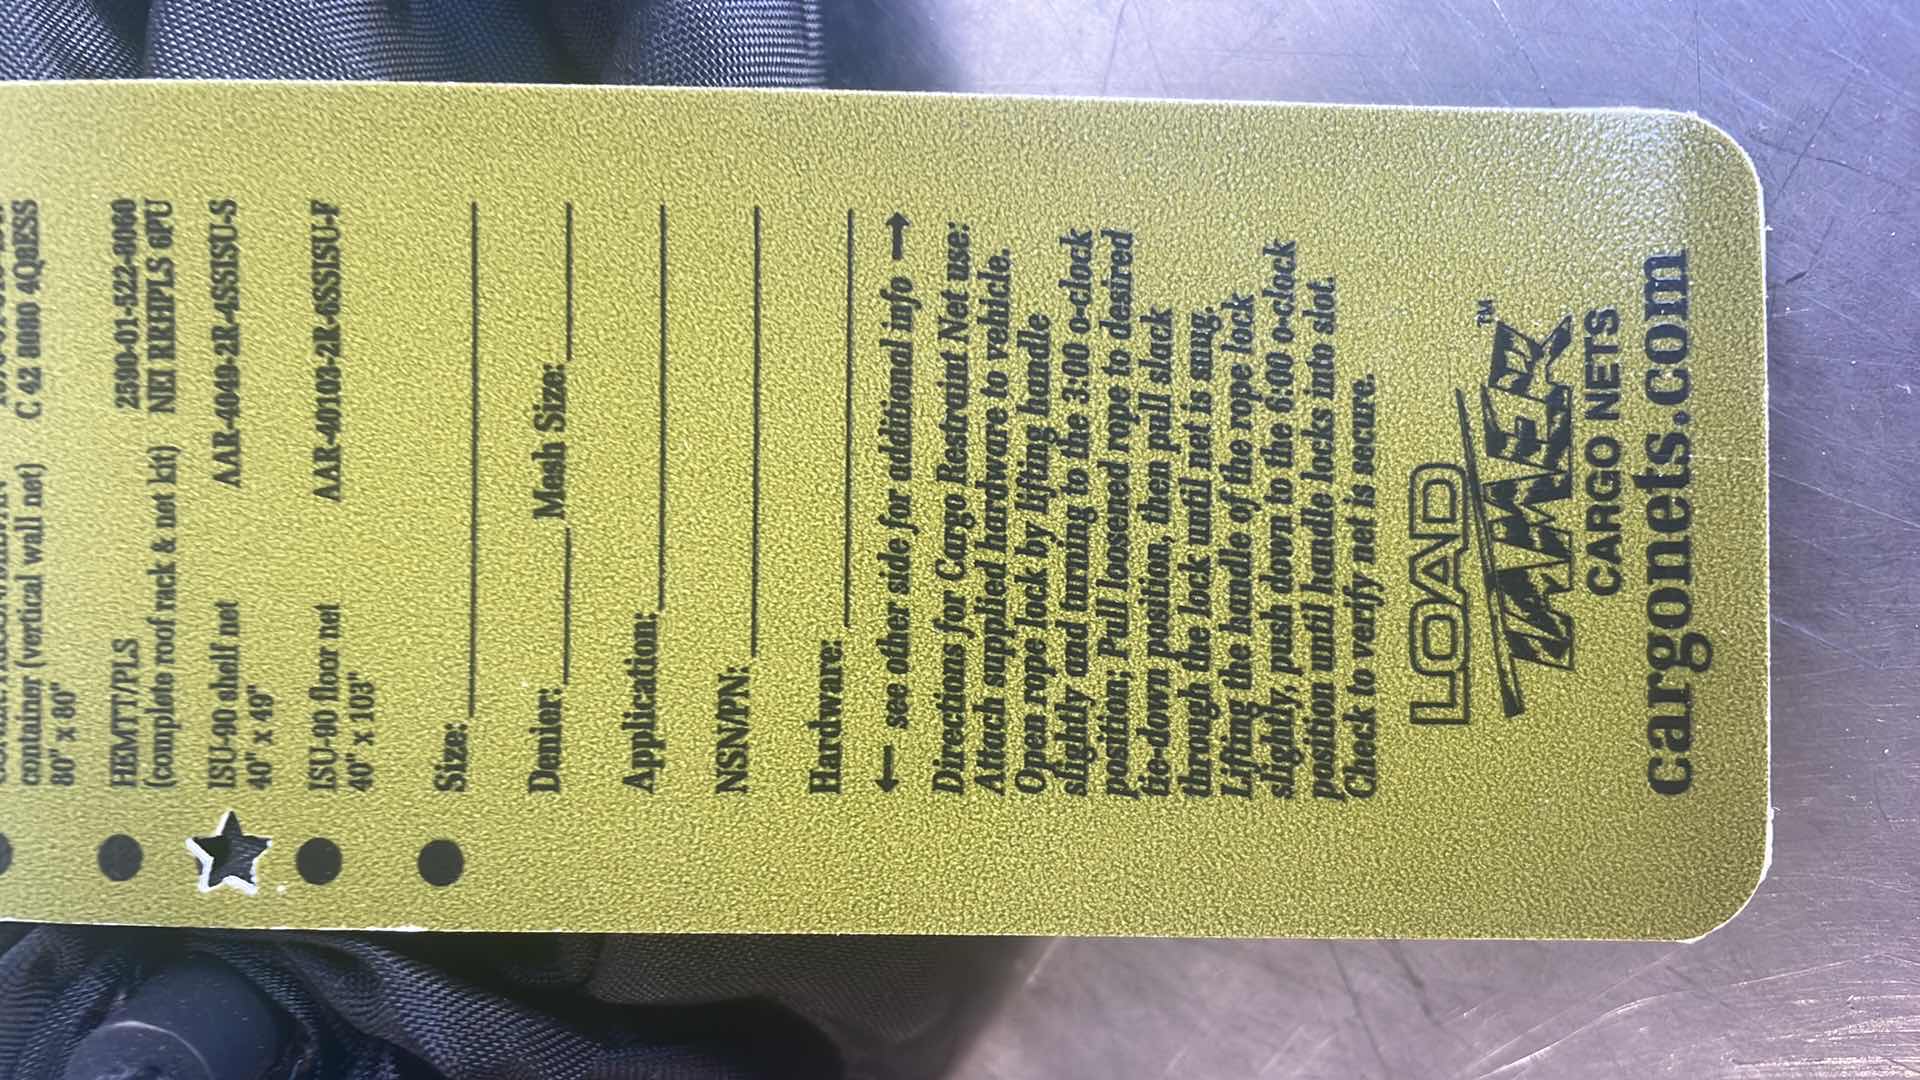 container (vertical wall net) C 42 8080 4QRESS
80" x 80"
HEMTT/PLS 2590-01-522-8060
(complete roof rack & net kit) NEI RRHPLS 6PU
ISU-90 shelf net AAR-4049-2R-4SSISU-S
40" x 49"
ISU-90 floor net AAR-40103-2R-6SSISU-F
40" x 103"
Size:
Denier: Mesh Size:
Application:
NSN/PN:
Hardware:
← see other side for additional info →
Directions for Cargo Restraint Net use:
Attach supplied hardware to vehicle.
Open rope lock by lifting handle
slightly and turning to the 3:00 o-clock
position; Pull loosened rope to desired
tie-down position, then pull slack
through the lock until net is snug.
Lifting the handle of the rope lock
slightly, push down to the 6:00 o-clock
position until handle locks into slot.
Check to verify net is secure.
LOAD
TAMER™
CARGO NETS
cargonets.com